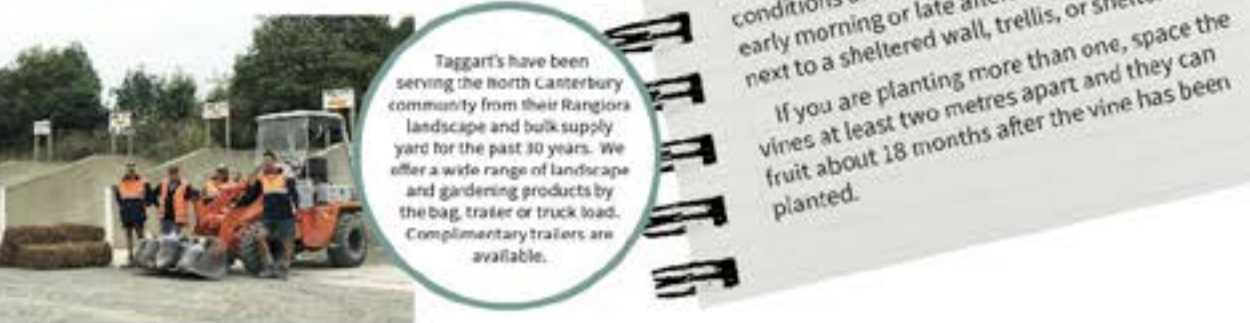 Taggart's have been
serving the North Canterbury
community from their Rangiora
landscape and bulk supply
yard for the past 30 years. We
offer a wide range of landscape
and gardening products by
the bag, trailer or truck load.
Complimentary trailers are
available.
conditions
early morning or late
next to a sheltered wall, trellis, or
If you are planting more than one, space the
vines at least two metres apart and they can
fruit about 18 months after the vine has been
planted.